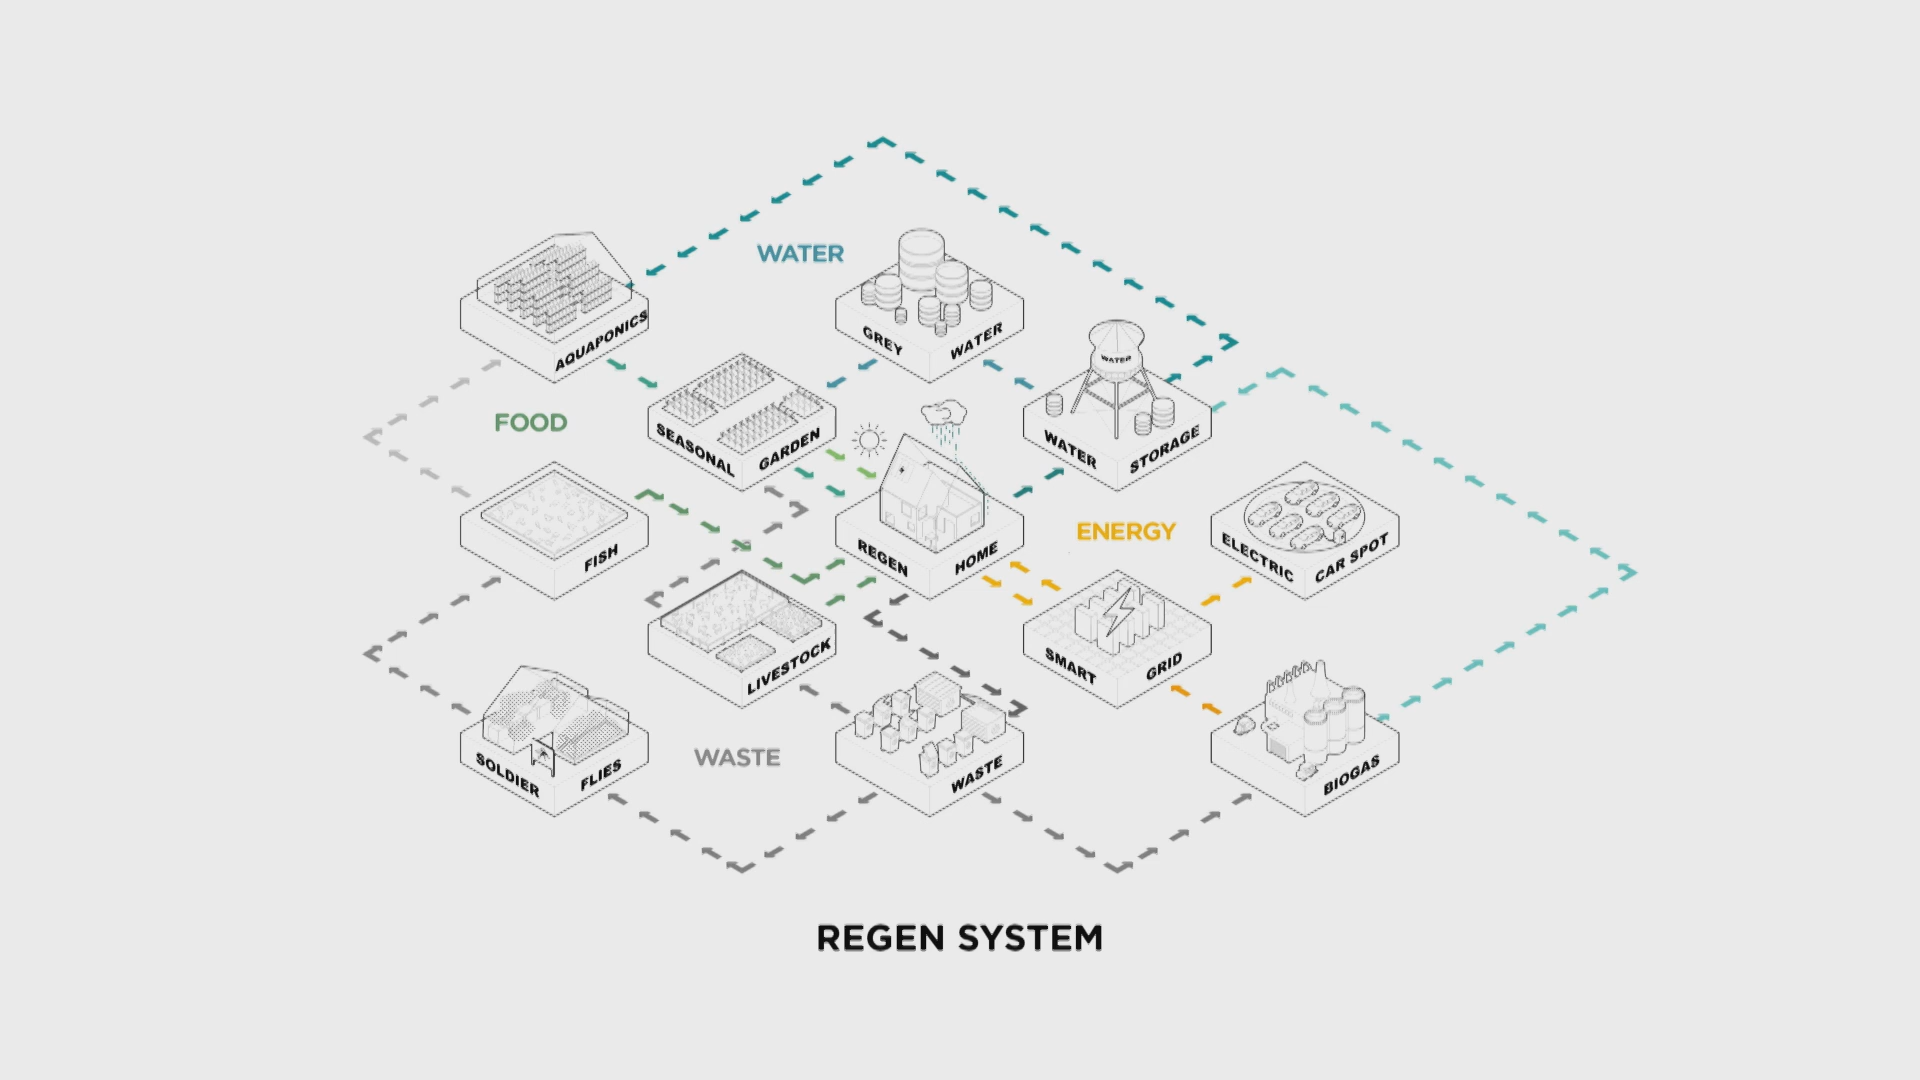 WATER
AQUAPONICS
GREY WATER
WATER
FOOD
SEASONAL GARDEN
WATER STORAGE
ENERGY
FISH
REGEN HOME
ELECTRIC CAR SPOT
LIVESTOCK
SMART GRID
WASTE
SOLDIER FLIES
WASTE
BIOGAS
REGEN SYSTEM